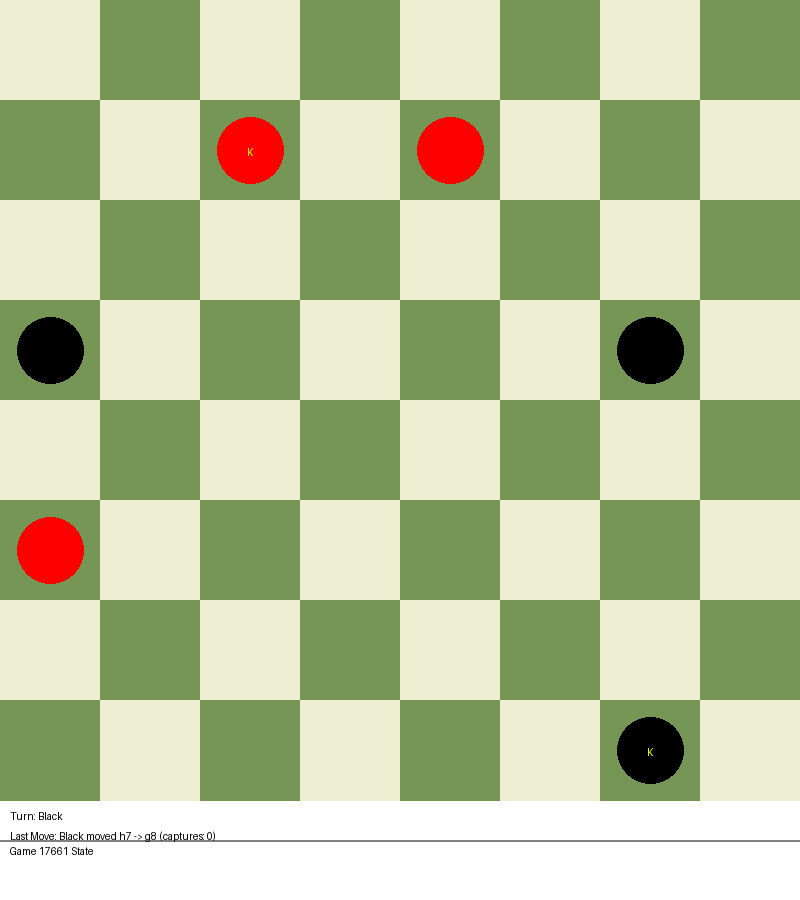 K
K
Turn: Black
Last Move: Black moved h7 -> g8 (captures: 0)
Game 17661 State